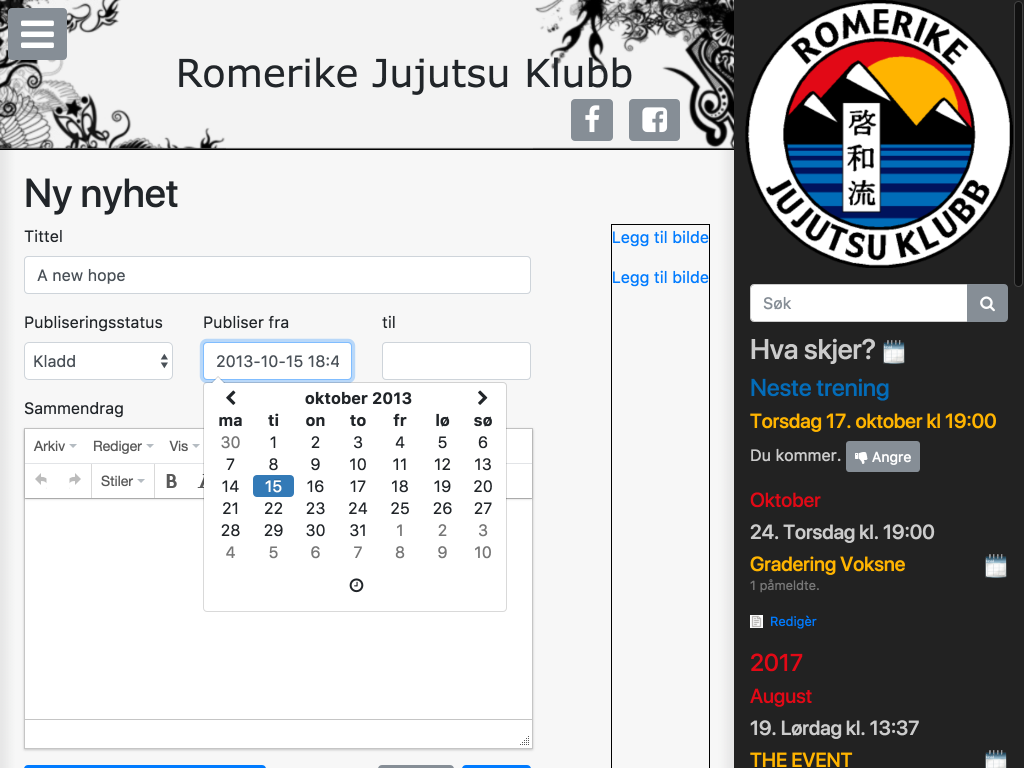 Romerike Jujutsu Klubb
Ny nyhet
Tittel
A new hope
Publiseringsstatus
Publiser fra
til
Kladd
2013-10-15 18:4
oktober 2013
ma ti on to fr lø sø
30 1 2 3 4 5 6
7 8 9 10 11 12 13
14 15 16 17 18 19 20
21 22 23 24 25 26 27
28 29 30 31 1 2 3
4 5 6 7 8 9 10
Sammendrag
Arkiv Rediger Vis
Stiler B
Legg til bilde
Legg til bilde
ROMERIKE
啓和流
JUJUTSU KLUBB
Søk
Hva skjer?
Neste trening
Torsdag 17. oktober kl 19:00
Du kommer. Angre
Oktober
24. Torsdag kl. 19:00
Gradering Voksne
1 påmeldte.
Redigèr
2017
August
19. Lørdag kl. 13:37
THE EVENT